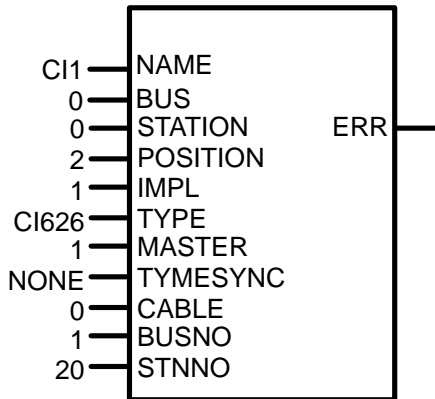 CI1 NAME
0 BUS
0 STATION ERR
2 POSITION
1 IMPL
CI626 TYPE
1 MASTER
NONE TYMESYNC
0 CABLE
1 BUSNO
20 STNNO